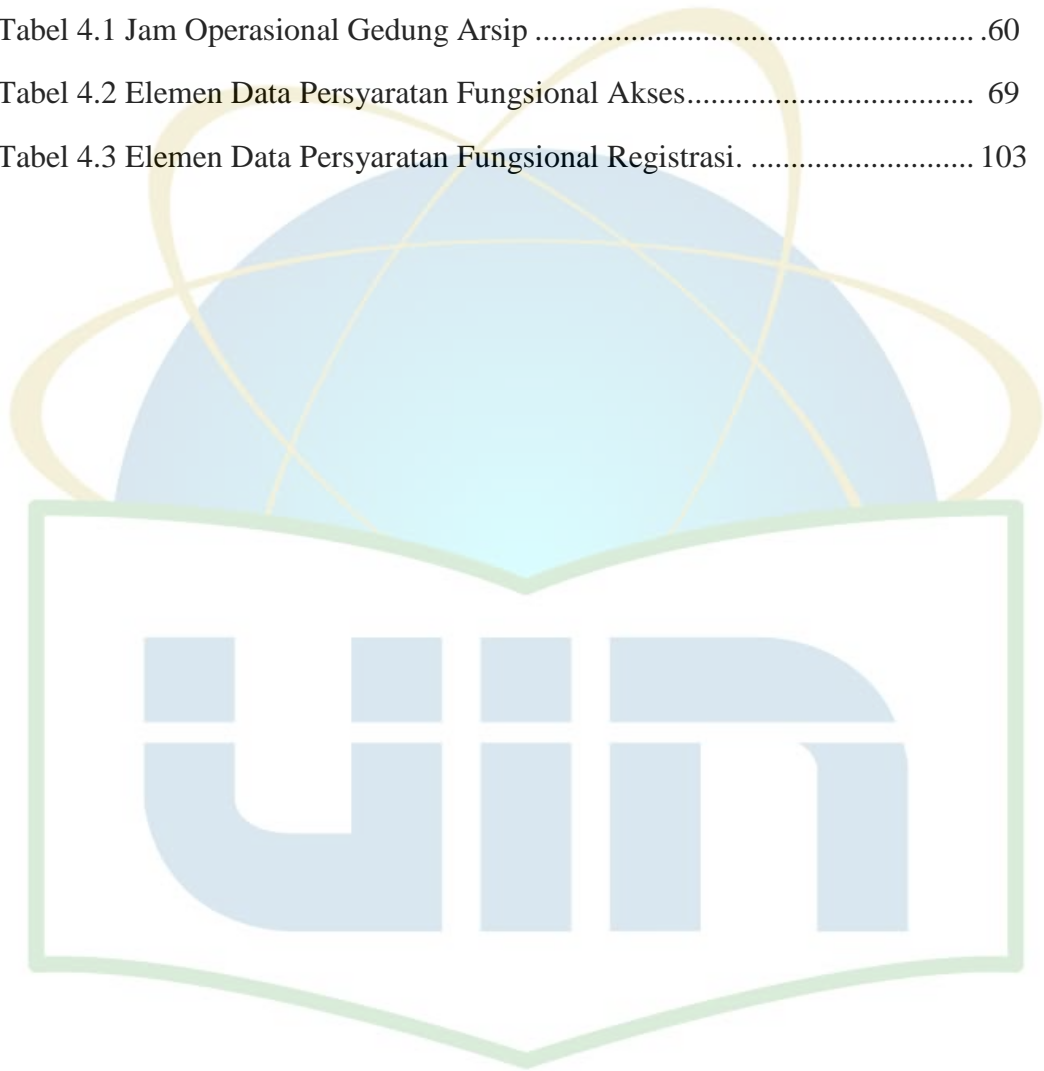 Tabel 4.1 Jam Operasional Gedung Arsip ..................................................... .60
Tabel 4.2 Elemen Data Persyaratan Fungsional Akses................................... 69
Tabel 4.3 Elemen Data Persyaratan Fungsional Registrasi. ........................... 103
uin